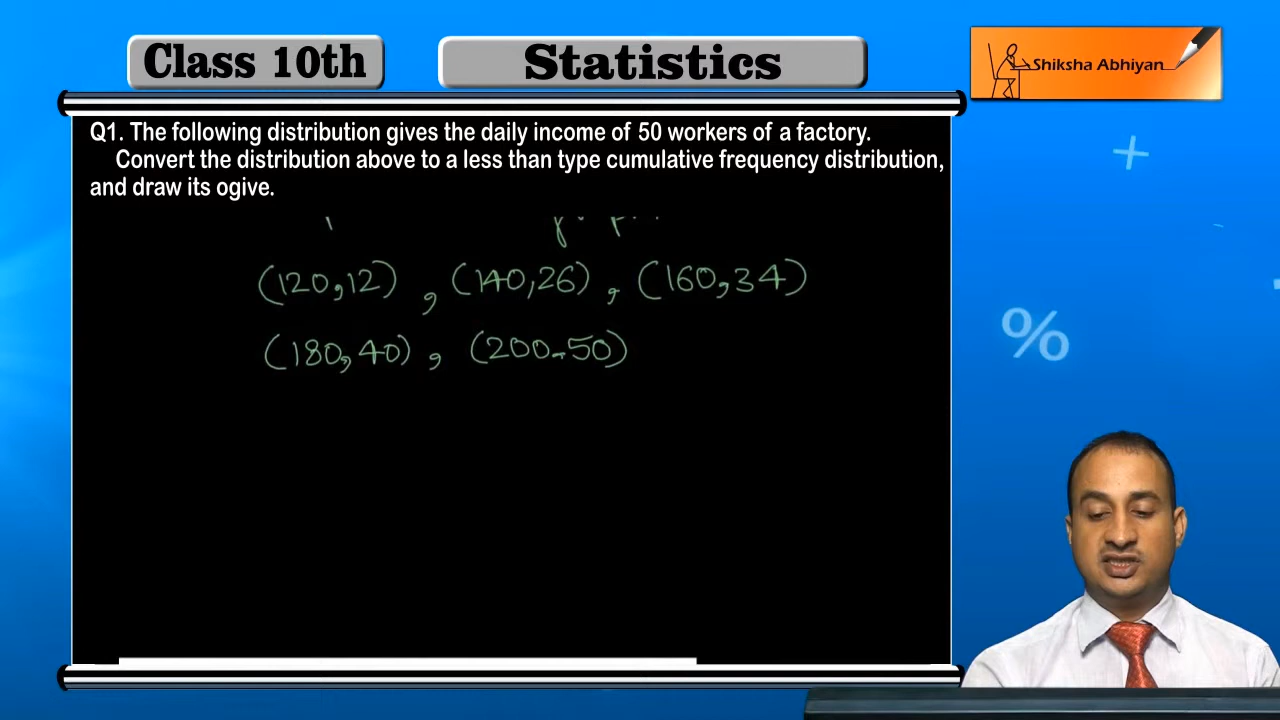 Class 10th
Statistics
Shiksha Abhiyan
Q1. The following distribution gives the daily income of 50 workers of a factory.
Convert the distribution above to a less than type cumulative frequency distribution,
and draw its ogive.
(120,12) , (140,26) , (160,34)
(180,40) , (200,50)
+
%